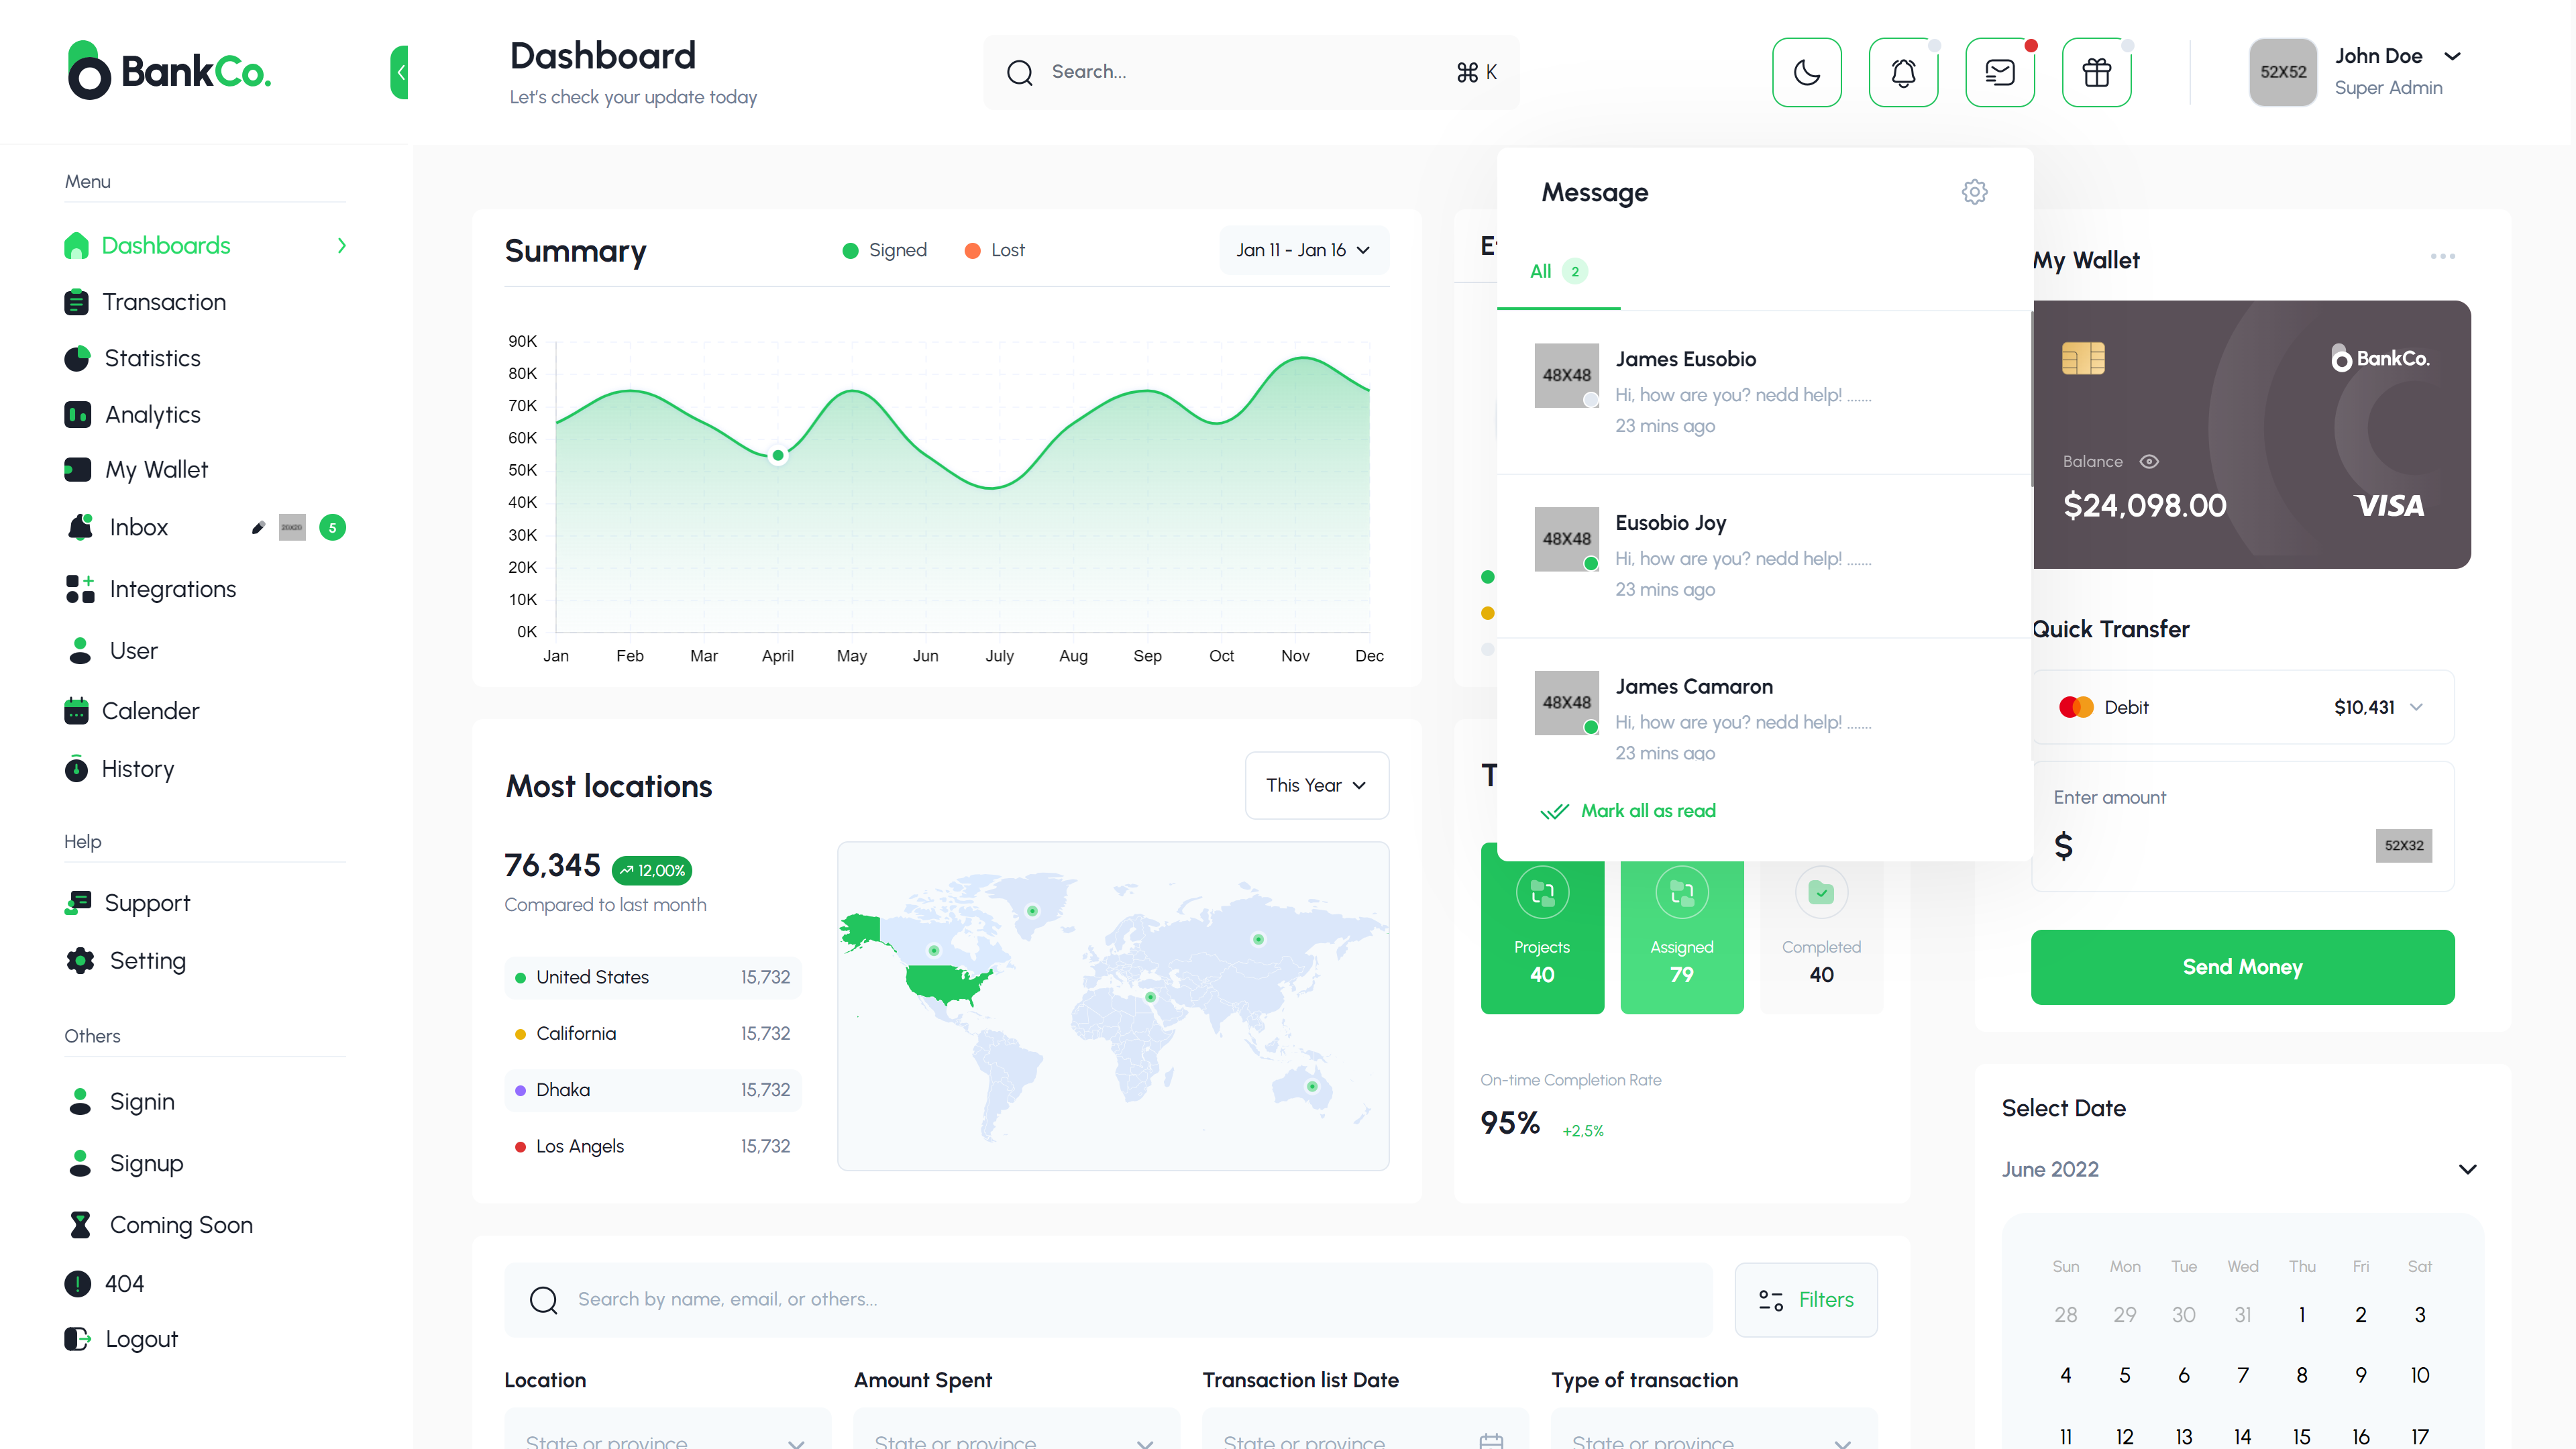 BankCo.
Dashboard
Let's check your update today
Search...
⌘ K
52X52
John Doe
Super Admin
Menu
Dashboards
Transaction
Statistics
Analytics
My Wallet
Inbox
20X20
5
Integrations
User
Calender
History
Help
Support
Setting
Others
Signin
Signup
Coming Soon
404
Logout
Summary
Signed
Lost
Jan 11 - Jan 16
90K
80K
70K
60K
50K
40K
30K
20K
10K
0K
Jan Feb Mar April May Jun July Aug Sep Oct Nov Dec
Most locations
This Year
76,345
12,00%
Compared to last month
United States 15,732
California 15,732
Dhaka 15,732
Los Angels 15,732
Message
All 2
48X48
James Eusobio
Hi, how are you? nedd help! .......
23 mins ago
48X48
Eusobio Joy
Hi, how are you? nedd help! .......
23 mins ago
48X48
James Camaron
Hi, how are you? nedd help! .......
23 mins ago
Mark all as read
Projects
40
Assigned
79
Completed
40
On-time Completion Rate
95%
+2,5%
My Wallet
BankCo.
Balance
$24,098.00
VISA
Quick Transfer
Debit
$10,431
Enter amount
$
52X32
Send Money
Select Date
June 2022
Sun Mon Tue Wed Thu Fri Sat
28 29 30 31 1 2 3
4 5 6 7 8 9 10
11 12 13 14 15 16 17
Search by name, email, or others...
Filters
Location
State or province
Amount Spent
State or province
Transaction list Date
State or province
Type of transaction
State or province